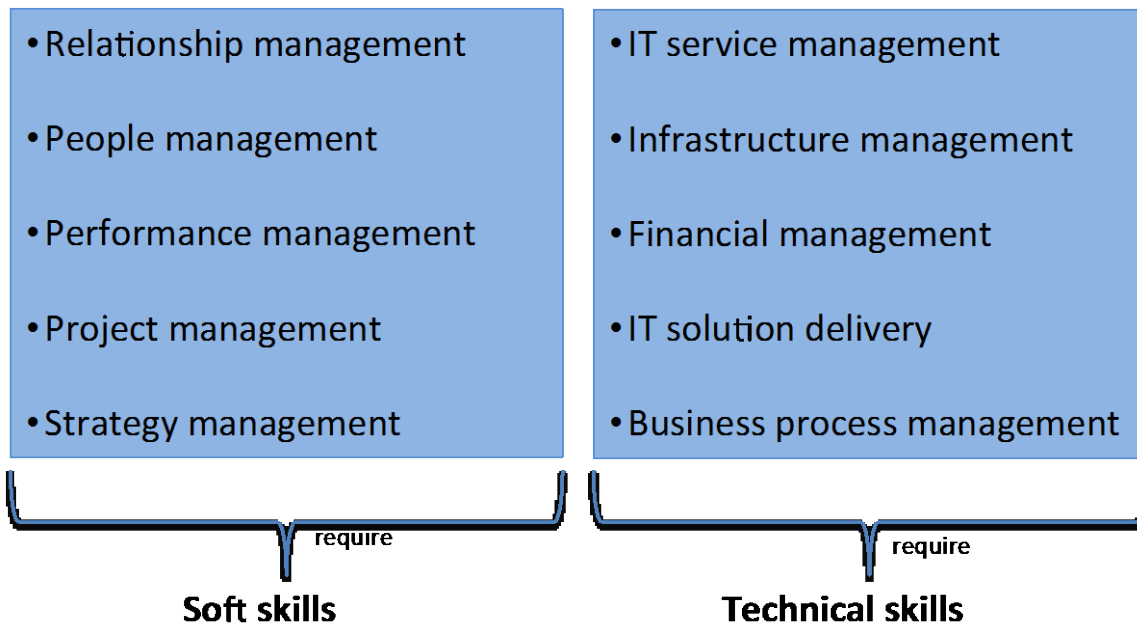 • Relationship management
• People management
• Performance management
• Project management
• Strategy management
require
Soft skills
• IT service management
• Infrastructure management
• Financial management
• IT solution delivery
• Business process management
require
Technical skills